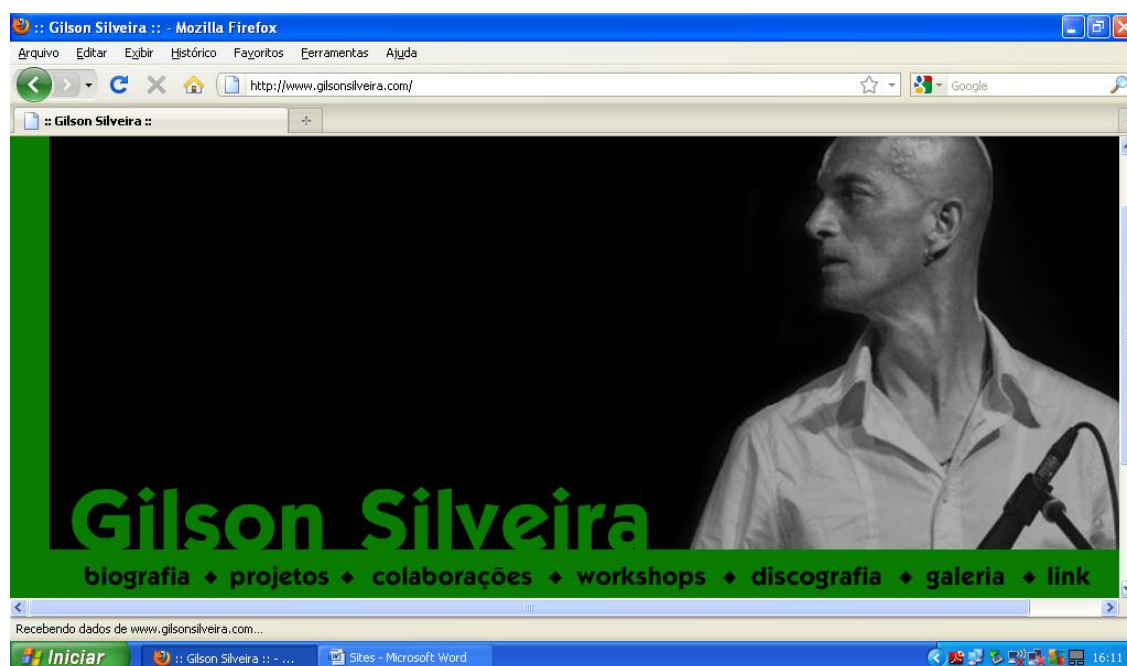 :: Gilson Silveira :: - Mozilla Firefox
Arquivo Editar Exibir Histórico Favoritos Ferramentas Ajuda
http://www.gilsonsilveira.com/ Google
:: Gilson Silveira ::
Gilson Silveira
biografia ♦ projetos ♦ colaborações ♦ workshops ♦ discografia ♦ galeria ♦ link
Recebendo dados de www.gilsonsilveira.com...
Iniciar :: Gilson Silveira :: - ... Sites - Microsoft Word 16:11